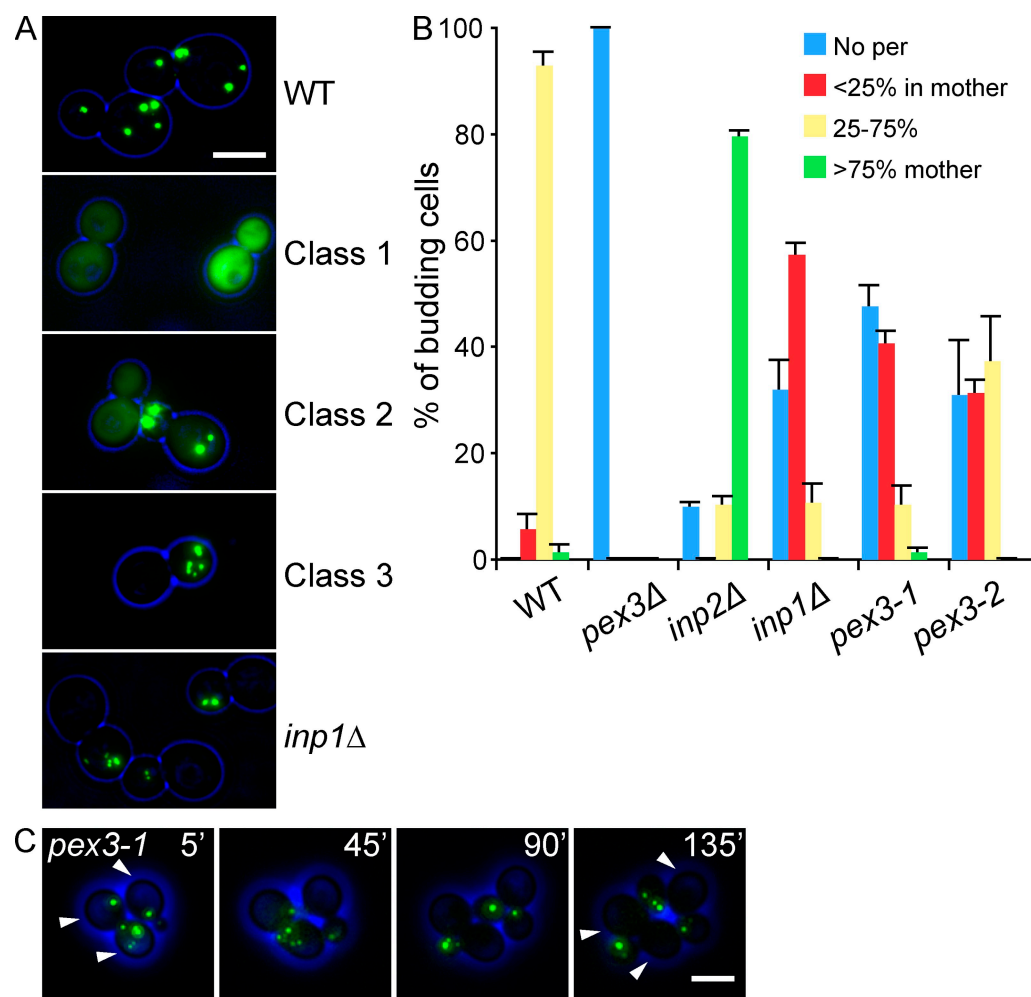 A
WT
Class 1
Class 2
Class 3
inp1Δ
B
% of budding cells
100
80
60
40
20
0
No per
<25% in mother
25-75%
>75% mother
WT
pex3Δ
inp2Δ
inp1Δ
pex3-1
pex3-2
C
pex3-1 5’
45’
90’
135’